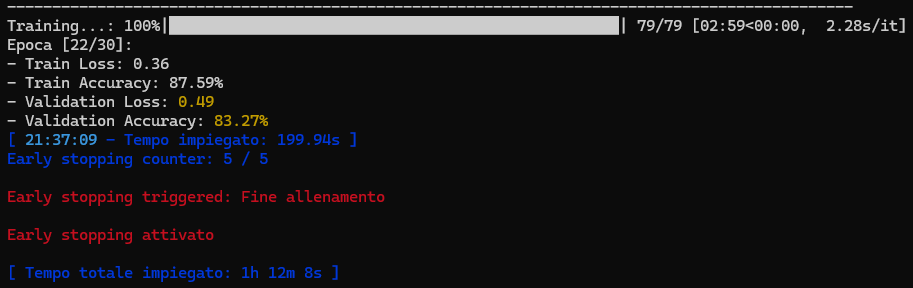 Training...: 100%| | 79/79 [02:59<00:00, 2.28s/it]
Epoca [22/30]:
- Train Loss: 0.36
- Train Accuracy: 87.59%
- Validation Loss: 0.49
- Validation Accuracy: 83.27%
[ 21:37:09 - Tempo impiegato: 199.94s ]
Early stopping counter: 5 / 5
Early stopping triggered: Fine allenamento
Early stopping attivato
[ Tempo totale impiegato: 1h 12m 8s ]